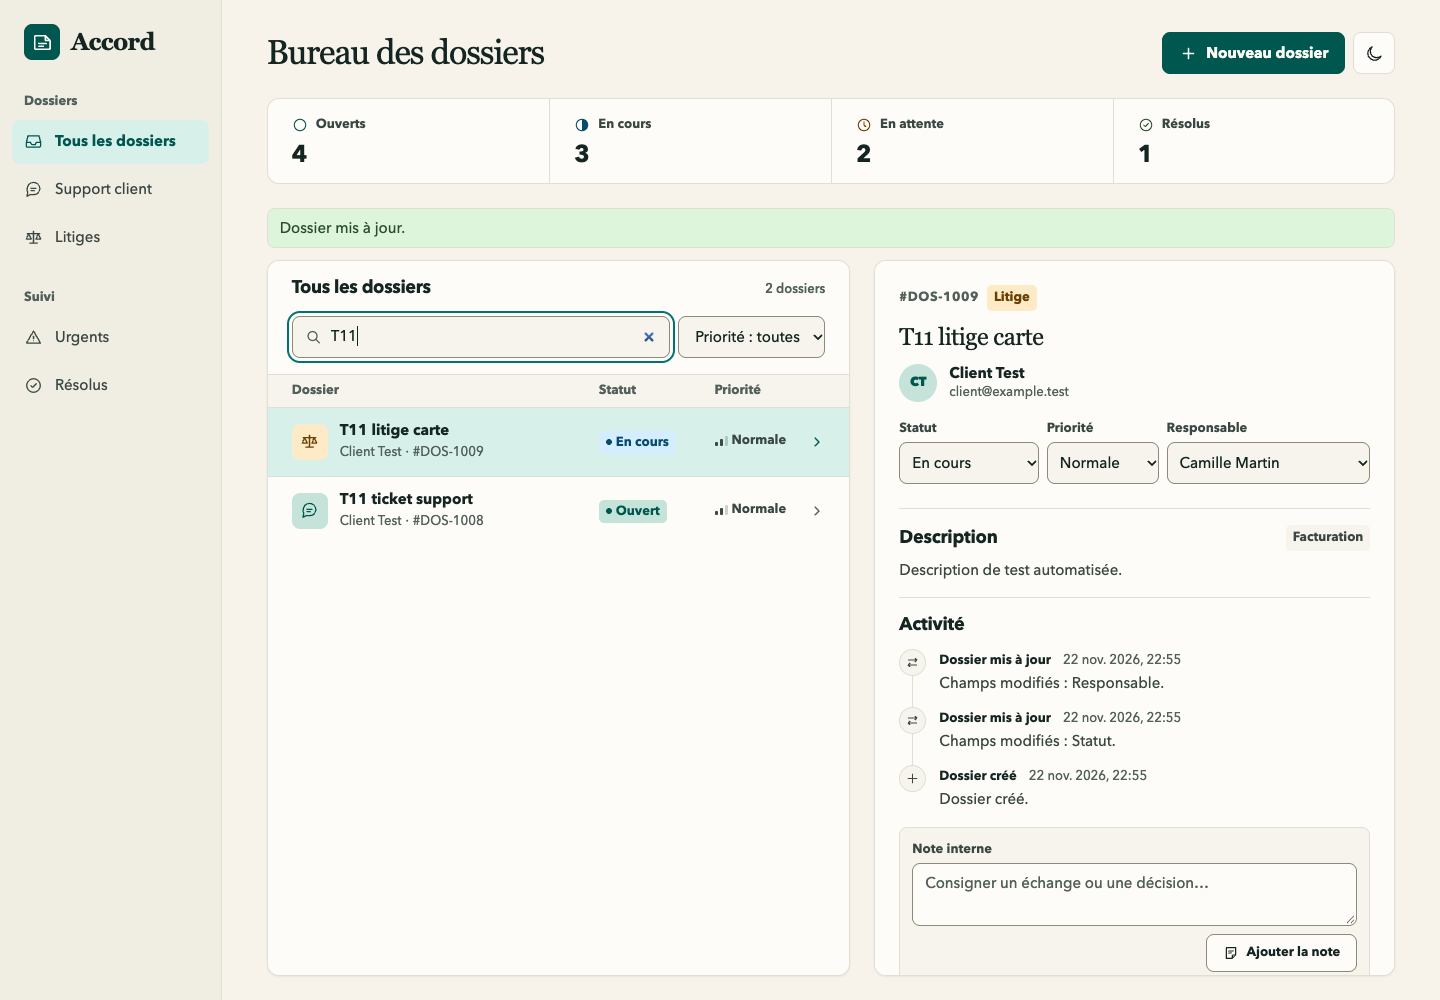 Accord
Dossiers
Tous les dossiers
Support client
Litiges
Suivi
Urgents
Résolus
Bureau des dossiers
Nouveau dossier
Ouverts
4
En cours
3
En attente
2
Résolus
1
Dossier mis à jour.
Tous les dossiers
2 dossiers
T11
Priorité : toutes
Dossier Statut Priorité
T11 litige carte
Client Test · #DOS-1009
En cours
Normale
T11 ticket support
Client Test · #DOS-1008
Ouvert
Normale
#DOS-1009 Litige
T11 litige carte
CT
Client Test
client@example.test
Statut Priorité Responsable
En cours Normale Camille Martin
Description
Facturation
Description de test automatisée.
Activité
Dossier mis à jour 22 nov. 2026, 22:55
Champs modifiés : Responsable.
Dossier mis à jour 22 nov. 2026, 22:55
Champs modifiés : Statut.
Dossier créé 22 nov. 2026, 22:55
Dossier créé.
Note interne
Consigner un échange ou une décision...
Ajouter la note